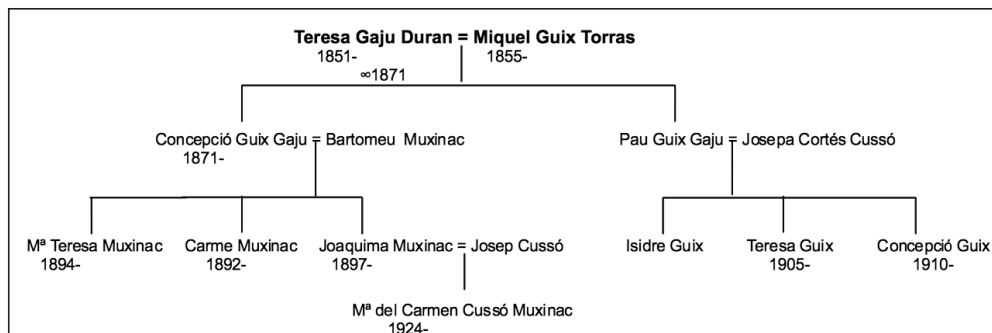 Teresa Gaju Duran = Miquel Guix Torras
1851- 1855-
∞1871
Concepció Guix Gaju = Bartomeu Muxinac Pau Guix Gaju = Josepa Cortés Cussó
1871-
Mª Teresa Muxinac Carme Muxinac Joaquima Muxinac = Josep Cussó Isidre Guix Teresa Guix Concepció Guix
1894- 1892- 1897- 1905- 1910-
Mª del Carmen Cussó Muxinac
1924-